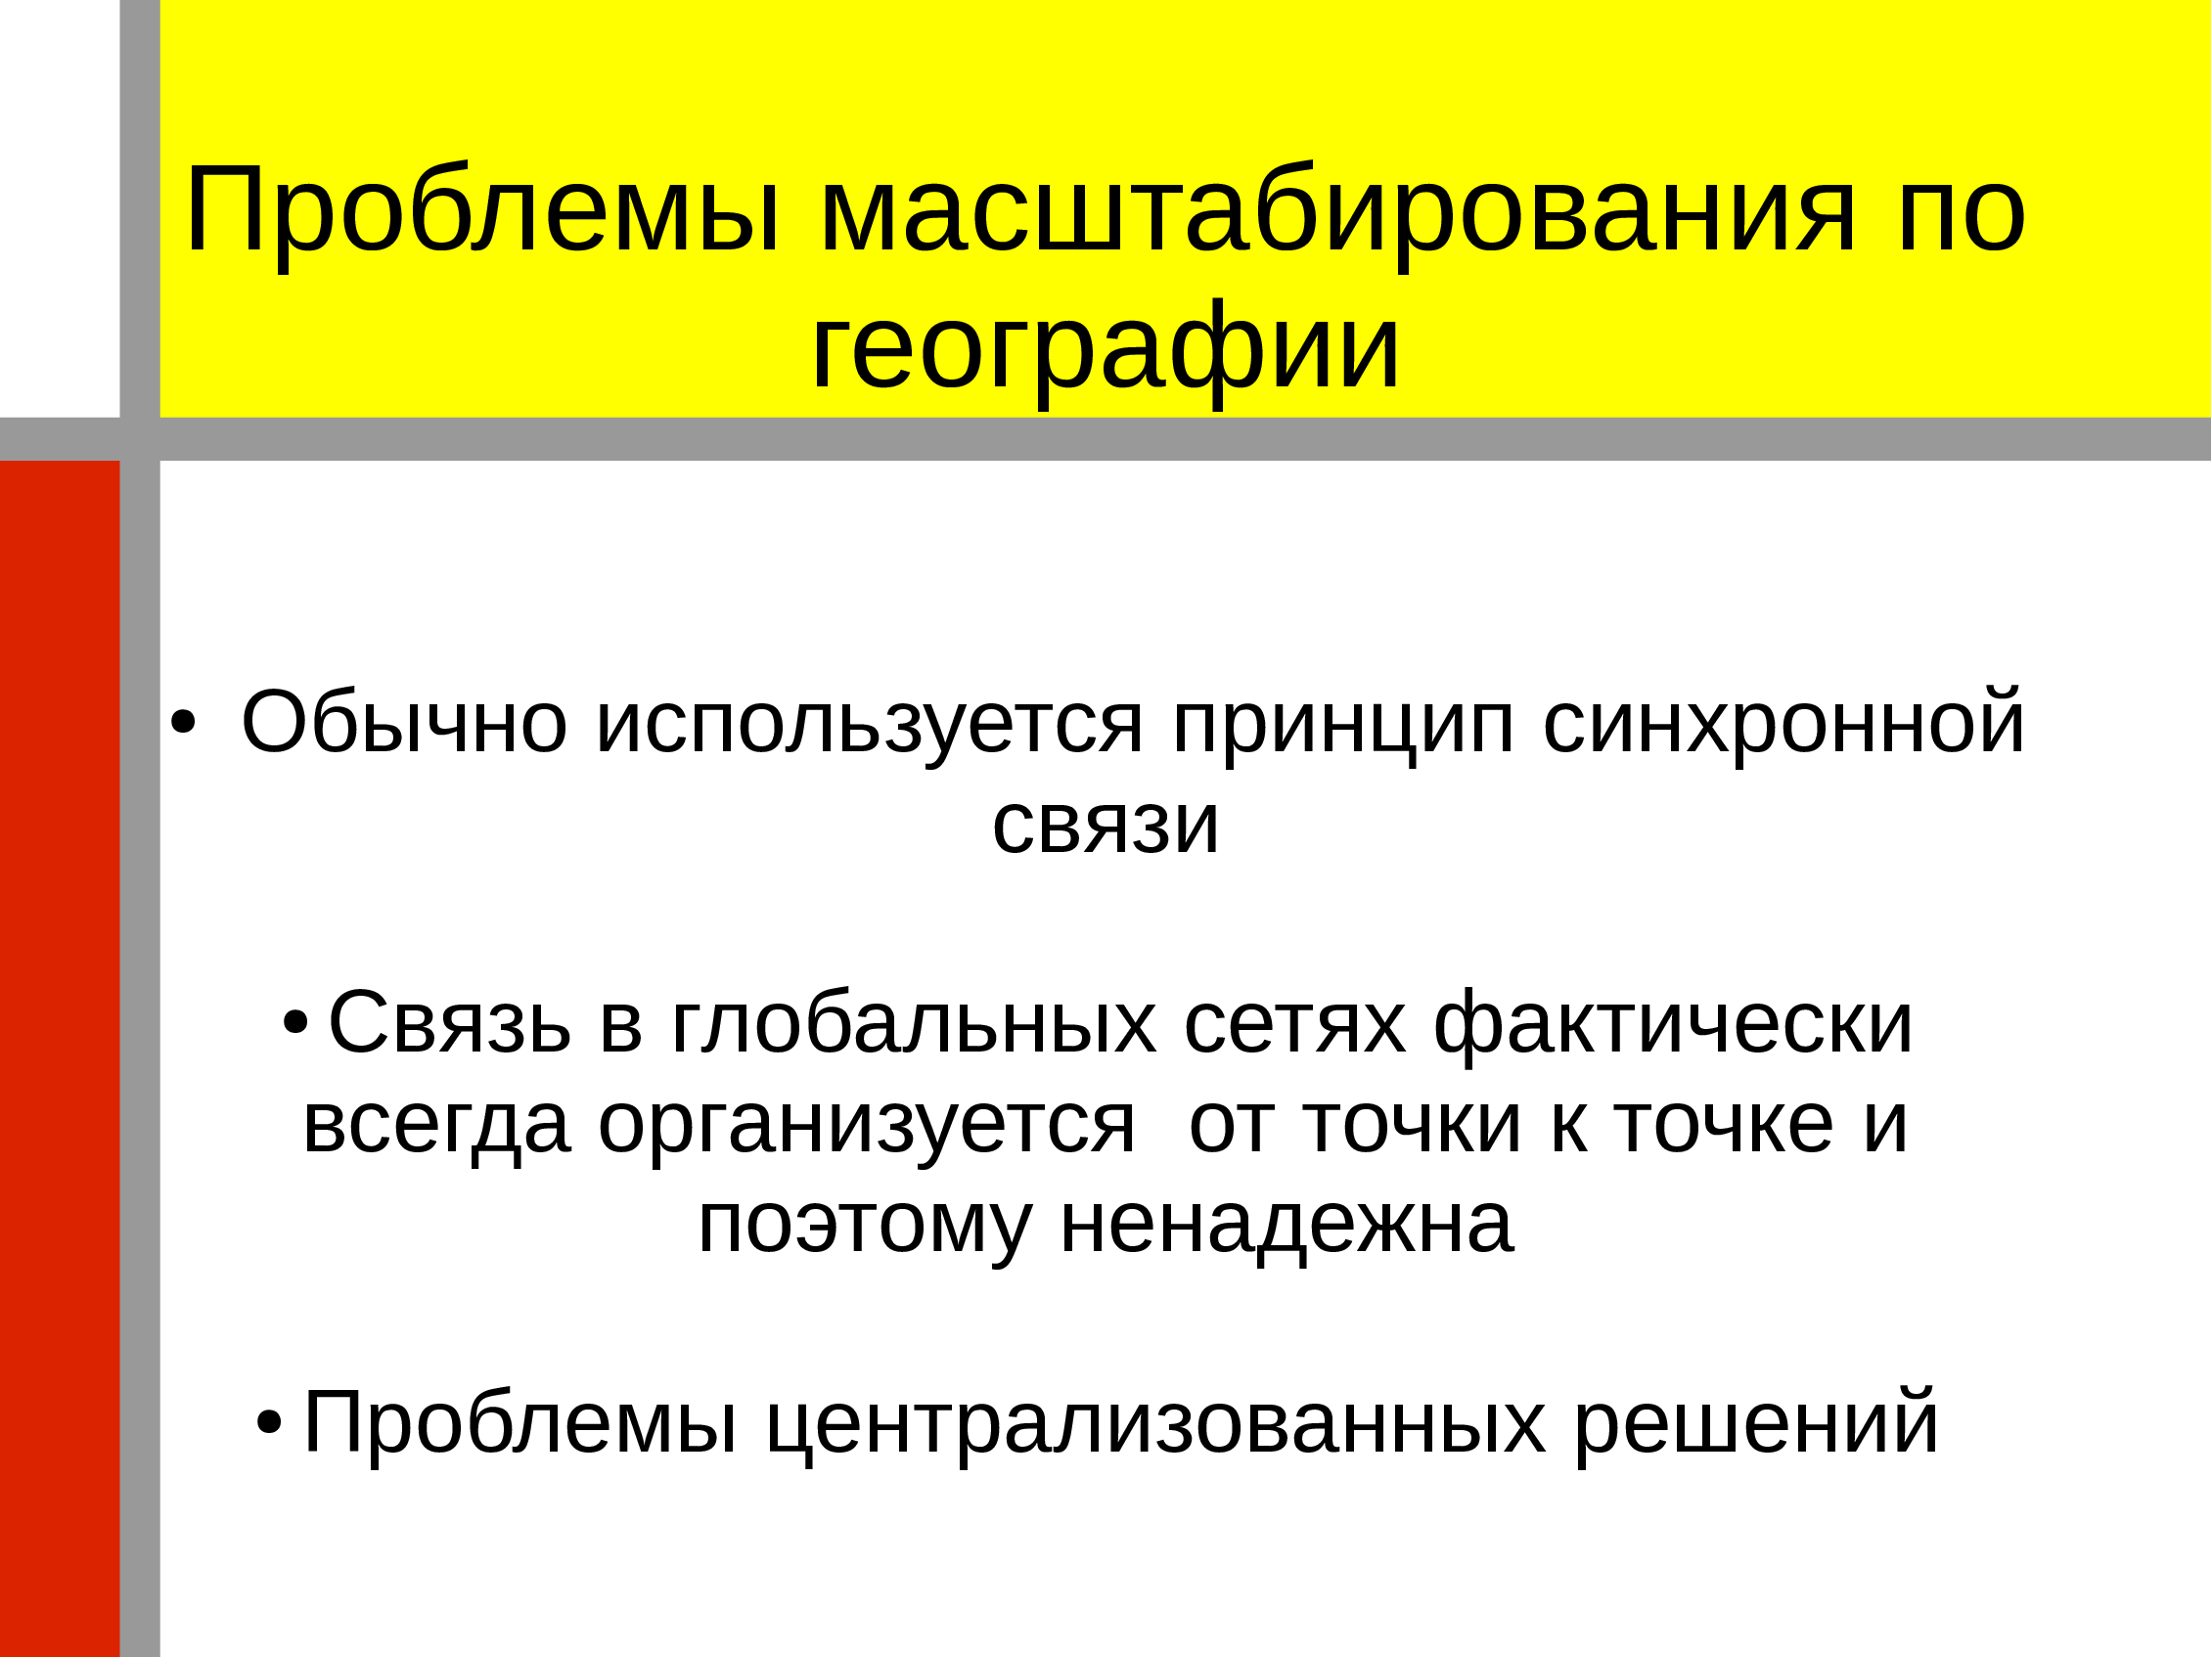 Проблемы масштабирования по
географии
• Обычно используется принцип синхронной
связи
• Связь в глобальных сетях фактически
всегда организуется  от точки к точке и
поэтому ненадежна
• Проблемы централизованных решений